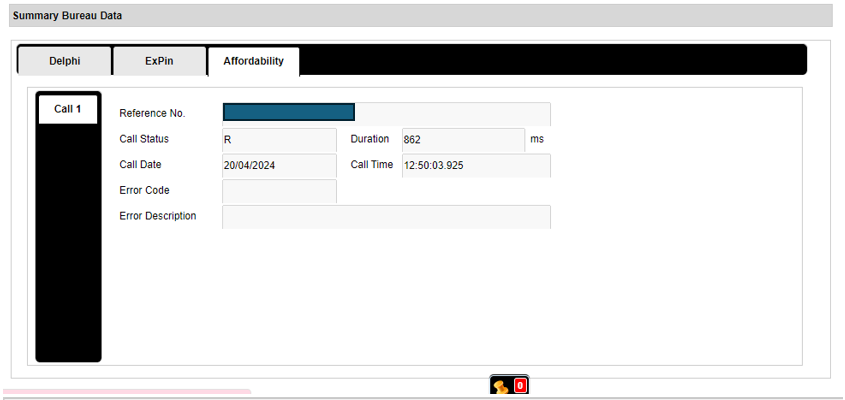 Summary Bureau Data
Delphi ExPin Affordability
Call 1
Reference No.
Call Status R Duration 862 ms
Call Date 20/04/2024 Call Time 12:50:03.925
Error Code
Error Description
0